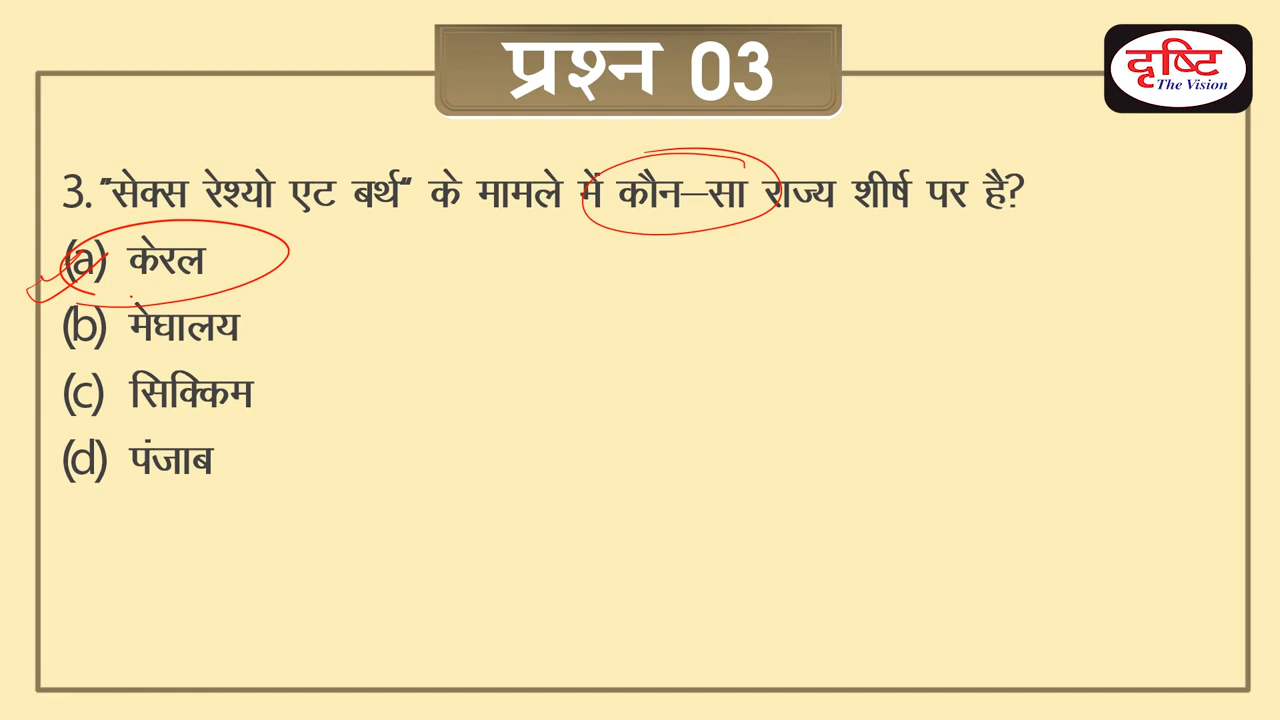 प्रश्न 03
दृष्टि
The Vision
3. "सेक्स रेश्यो एट बर्थ" के मामले में कौन–सा राज्य शीर्ष पर है?
(a) केरल
(b) मेघालय
(c) सिक्किम
(d) पंजाब